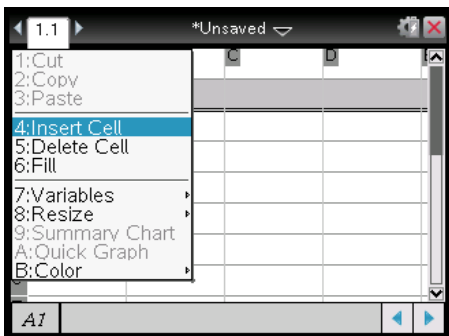 1.1 *Unsaved
C D
1:Cut
2:Copy
3:Paste
4:Insert Cell
5:Delete Cell
6:Fill
7:Variables
8:Resize
9:Summary Chart
A:Quick Graph
B:Color
A1